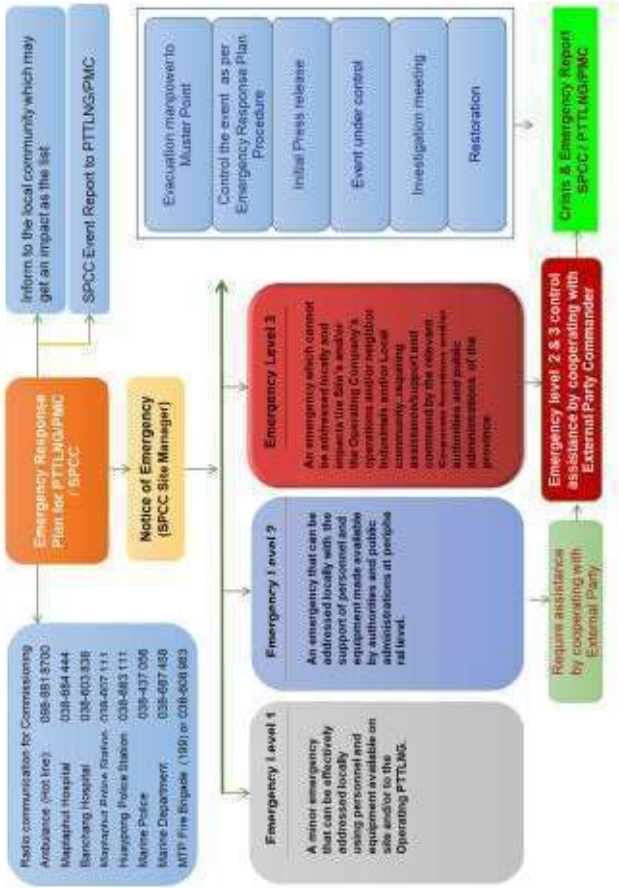 Radio communication for Commissioning
Ambulance (Hot line)
Maptaphut Hospital 038-684 444
Banchang Hospital 038-603 838
Maptaphut Police Station 038-607 111
Huaypong Police Station 038-683 111
Marine Police 038-437 056
Marine Department
MTP Fire Brigade (199) or
Emergency Response
Plan for PTTLNG/PMC
/ SPCC
Inform to the local community which may
get an impact as the list
SPCC Event Report to PTTLNG/PMC
Notice of Emergency
(SPCC Site Manager)
Emergency Level 1
A minor emergency
that can be effectively
addressed locally
using personnel and
equipment available on
site and/or to the
Operating PTTLNG.
Emergency Level 2
An emergency that can be
addressed locally with the
support of personnel and
equipment made available
by authorities and public
administrations at periphe
ral level.
Emergency Level 3
An emergency which cannot
be addressed locally and
impacts the Site's and/or
the Operating Company's
operations and/or neighbor
Industrials and/or Local
community, requiring
assistance/support and
command by the relevant
and/or
authorities and public
administrations of the
province.
Evacuation manpower to
Muster Point
Control the event as per
Emergency Response Plan
Procedure
Initial Press release
Event under control
Investigation meeting
Restoration
Require assistance
by cooperating with
External Party
Emergency level 2 & 3 control
assistance by cooperating with
External Party Commander
Crisis & Emergency Report
SPCC / PTTLNG/PMC